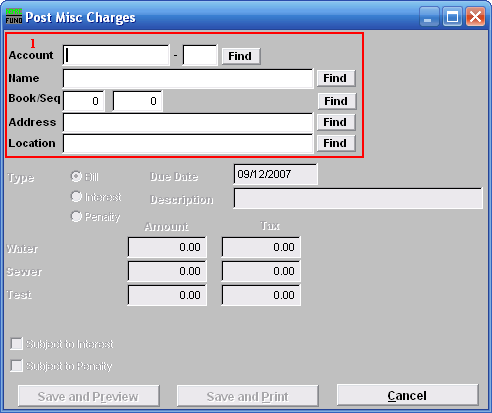 FUND Post Misc Charges
1
Account - Find
Name Find
Book/Seq 0 0 Find
Address Find
Location Find
Type Bill Due Date 09/12/2007
Interest Description
Penalty
Amount Tax
Water 0.00 0.00
Sewer 0.00 0.00
Test 0.00 0.00
Subject to Interest
Subject to Penalty
Save and Preview Save and Print Cancel